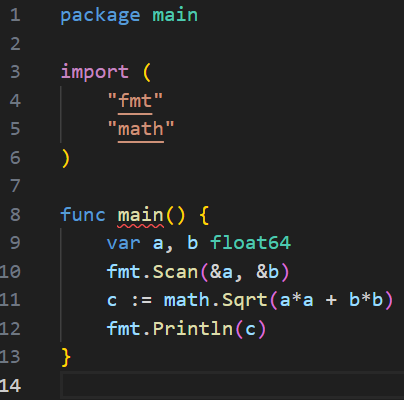 1 package main
2
3 import (
4     "fmt"
5     "math"
6 )
7
8 func main() {
9     var a, b float64
10     fmt.Scan(&a, &b)
11     c := math.Sqrt(a*a + b*b)
12     fmt.Println(c)
13 }
14